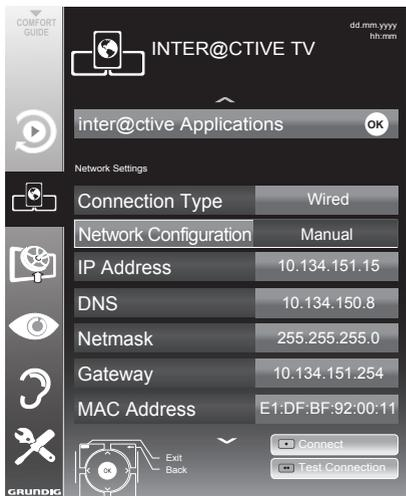 COMFORT
GUIDE
INTER@CTIVE TV
dd.mm.yyyy
hh:mm
inter@ctive Applications OK
Network Settings
Connection Type Wired
Network Configuration Manual
IP Address 10.134.151.15
DNS 10.134.150.8
Netmask 255.255.255.0
Gateway 10.134.151.254
MAC Address E1:DF:BF:92:00:11
OK
Exit
Back
Connect
Test Connection
GRUNDIG